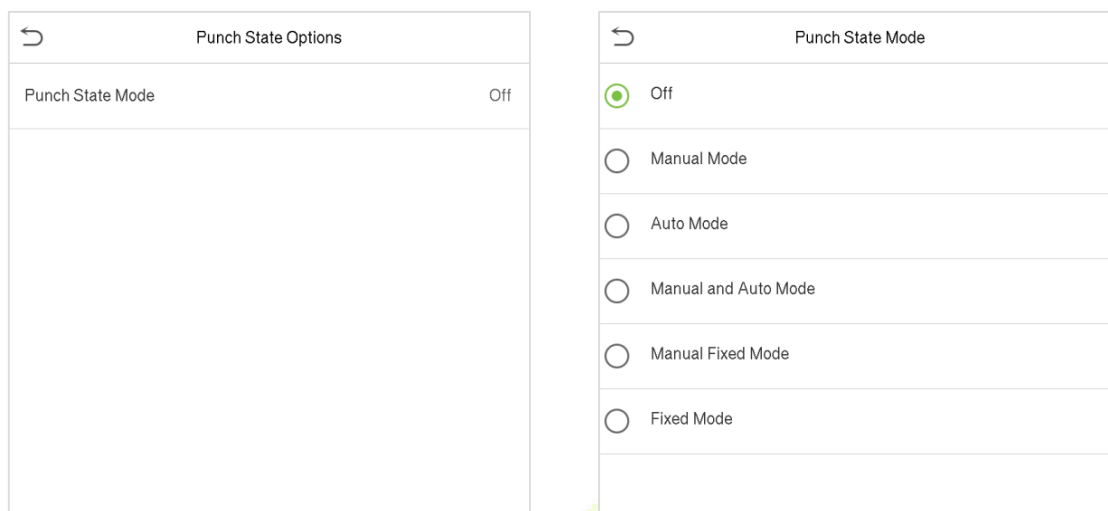 Punch State Options
Punch State Mode Off
Punch State Mode
Off
Manual Mode
Auto Mode
Manual and Auto Mode
Manual Fixed Mode
Fixed Mode